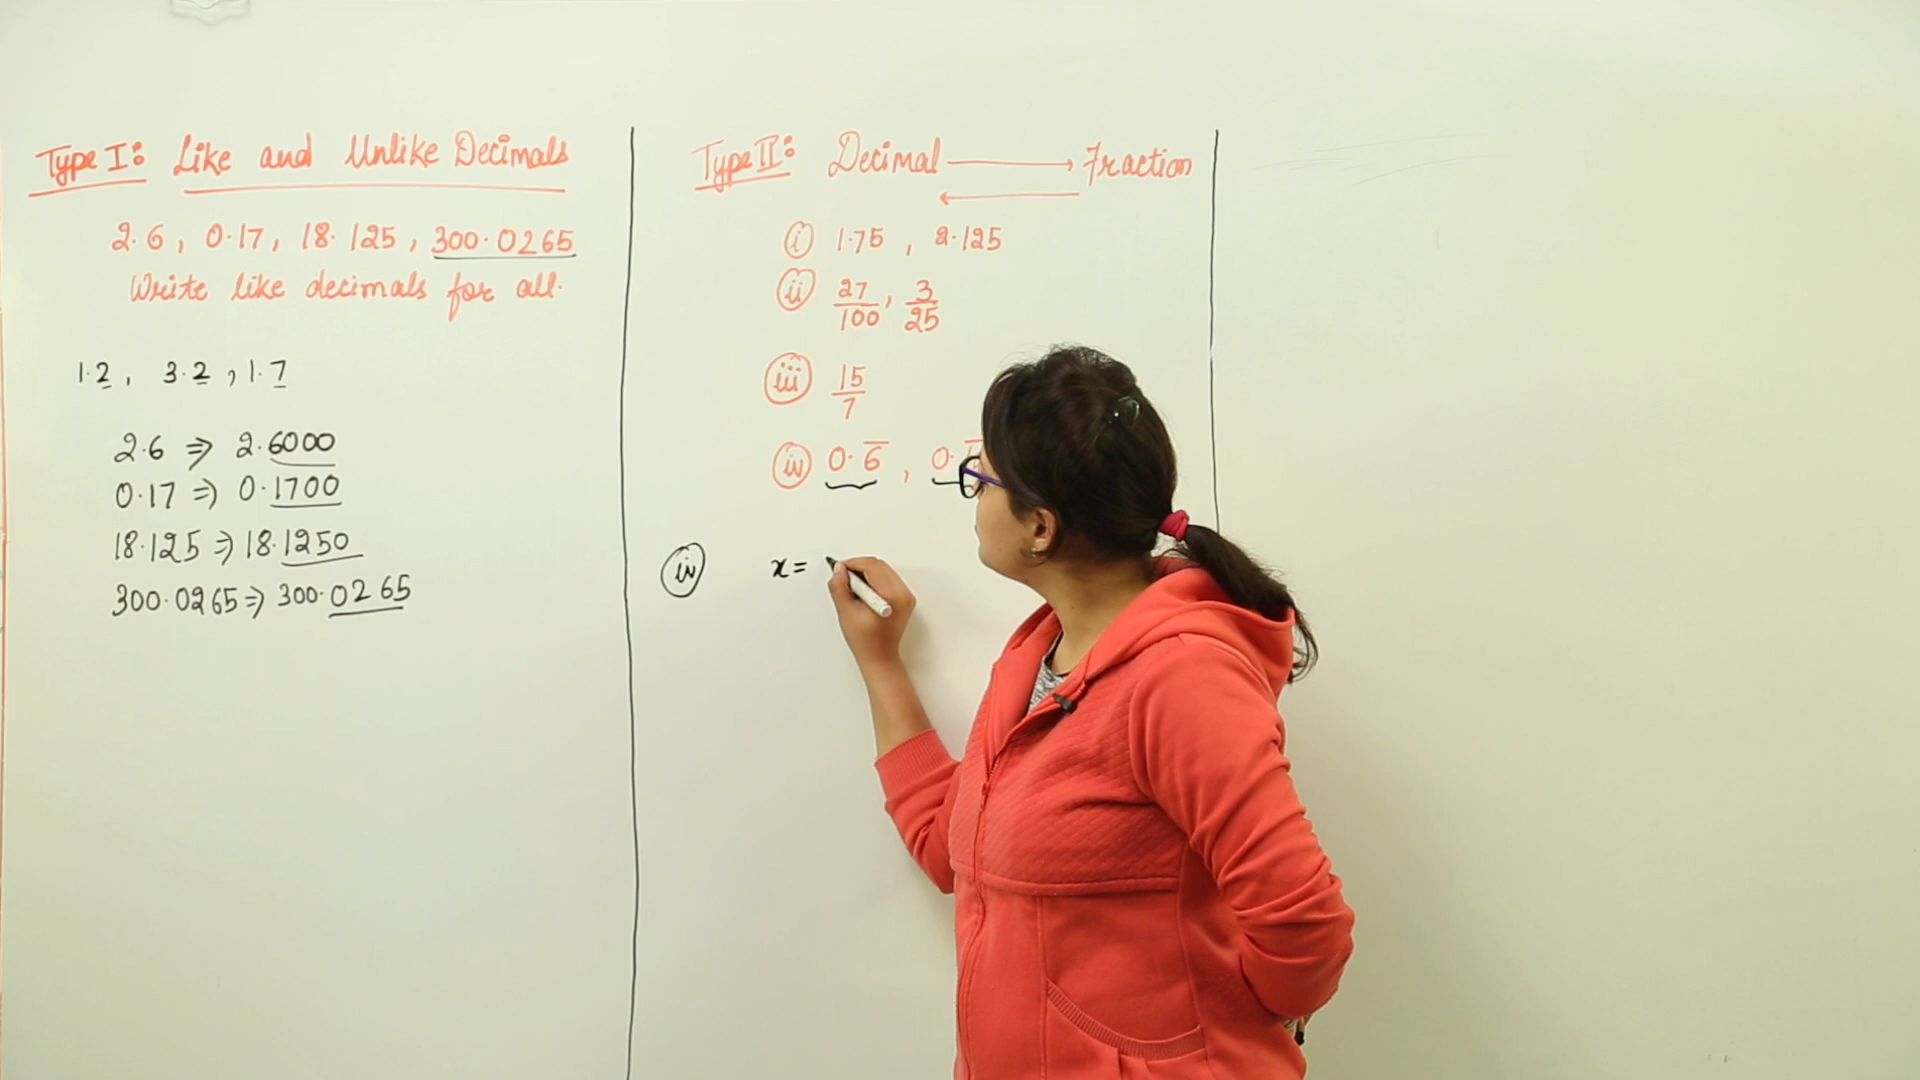 Type I: Like and Unlike Decimals
2.6, 0.17, 18.125, 300.0265
Write like decimals for all.
1.2, 3.2, 1.7
2.6 ⇒ 2.6000
0.17 ⇒ 0.1700
18.125 ⇒ 18.1250
300.0265 ⇒ 300.0265
Type II: Decimal → Fraction
←
(i) 1.75, 2.125
(ii) 27/100, 3/25
(iii) 15/7
(iv) 0.6̅, 0.
(iv) x=